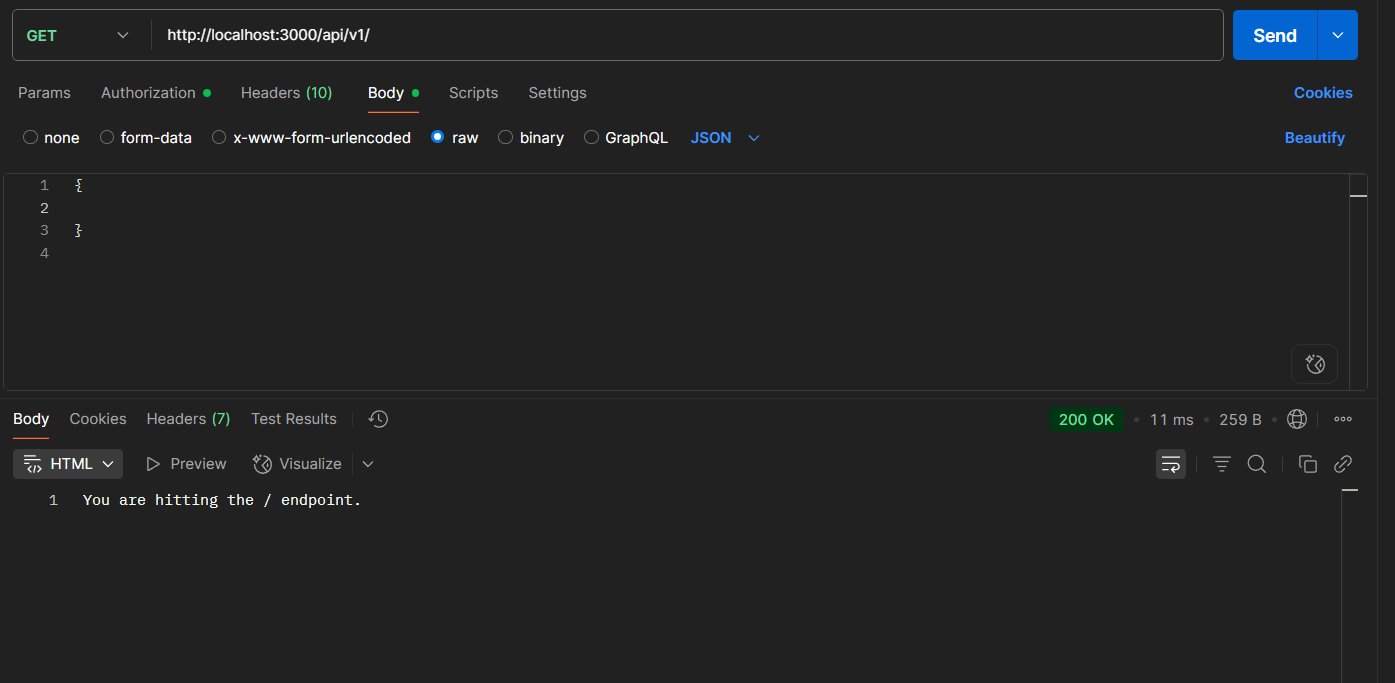 GET http://localhost:3000/api/v1/ Send
Params Authorization Headers (10) Body Scripts Settings Cookies
none form-data x-www-form-urlencoded raw binary GraphQL JSON Beautify
1 {
2
3 }
4
Body Cookies Headers (7) Test Results 200 OK • 11 ms • 259 B •
HTML Preview Visualize
1 You are hitting the / endpoint.